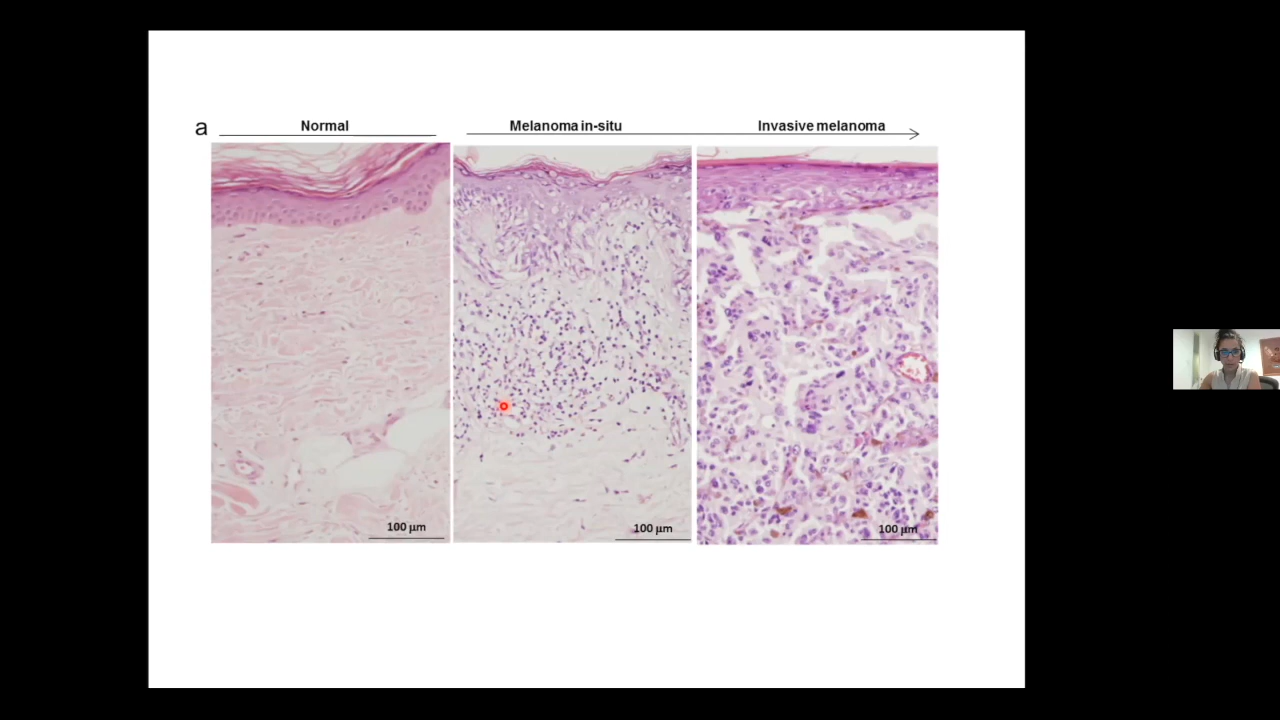 a
Normal
Melanoma in-situ
Invasive melanoma
100 µm
100 µm
100 µm